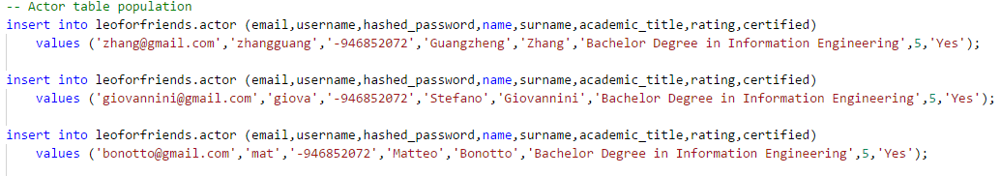 -- Actor table population
insert into leoforfriends.actor (email,username,hashed_password,name,surname,academic_title,rating,certified)
values ('zhang@gmail.com','zhangguang','-946852072','Guangzheng','Zhang','Bachelor Degree in Information Engineering',5,'Yes');
insert into leoforfriends.actor (email,username,hashed_password,name,surname,academic_title,rating,certified)
values ('giovannini@gmail.com','giova','-946852072','Stefano','Giovannini','Bachelor Degree in Information Engineering',5,'Yes');
insert into leoforfriends.actor (email,username,hashed_password,name,surname,academic_title,rating,certified)
values ('bonotto@gmail.com','mat','-946852072','Matteo','Bonotto','Bachelor Degree in Information Engineering',5,'Yes');